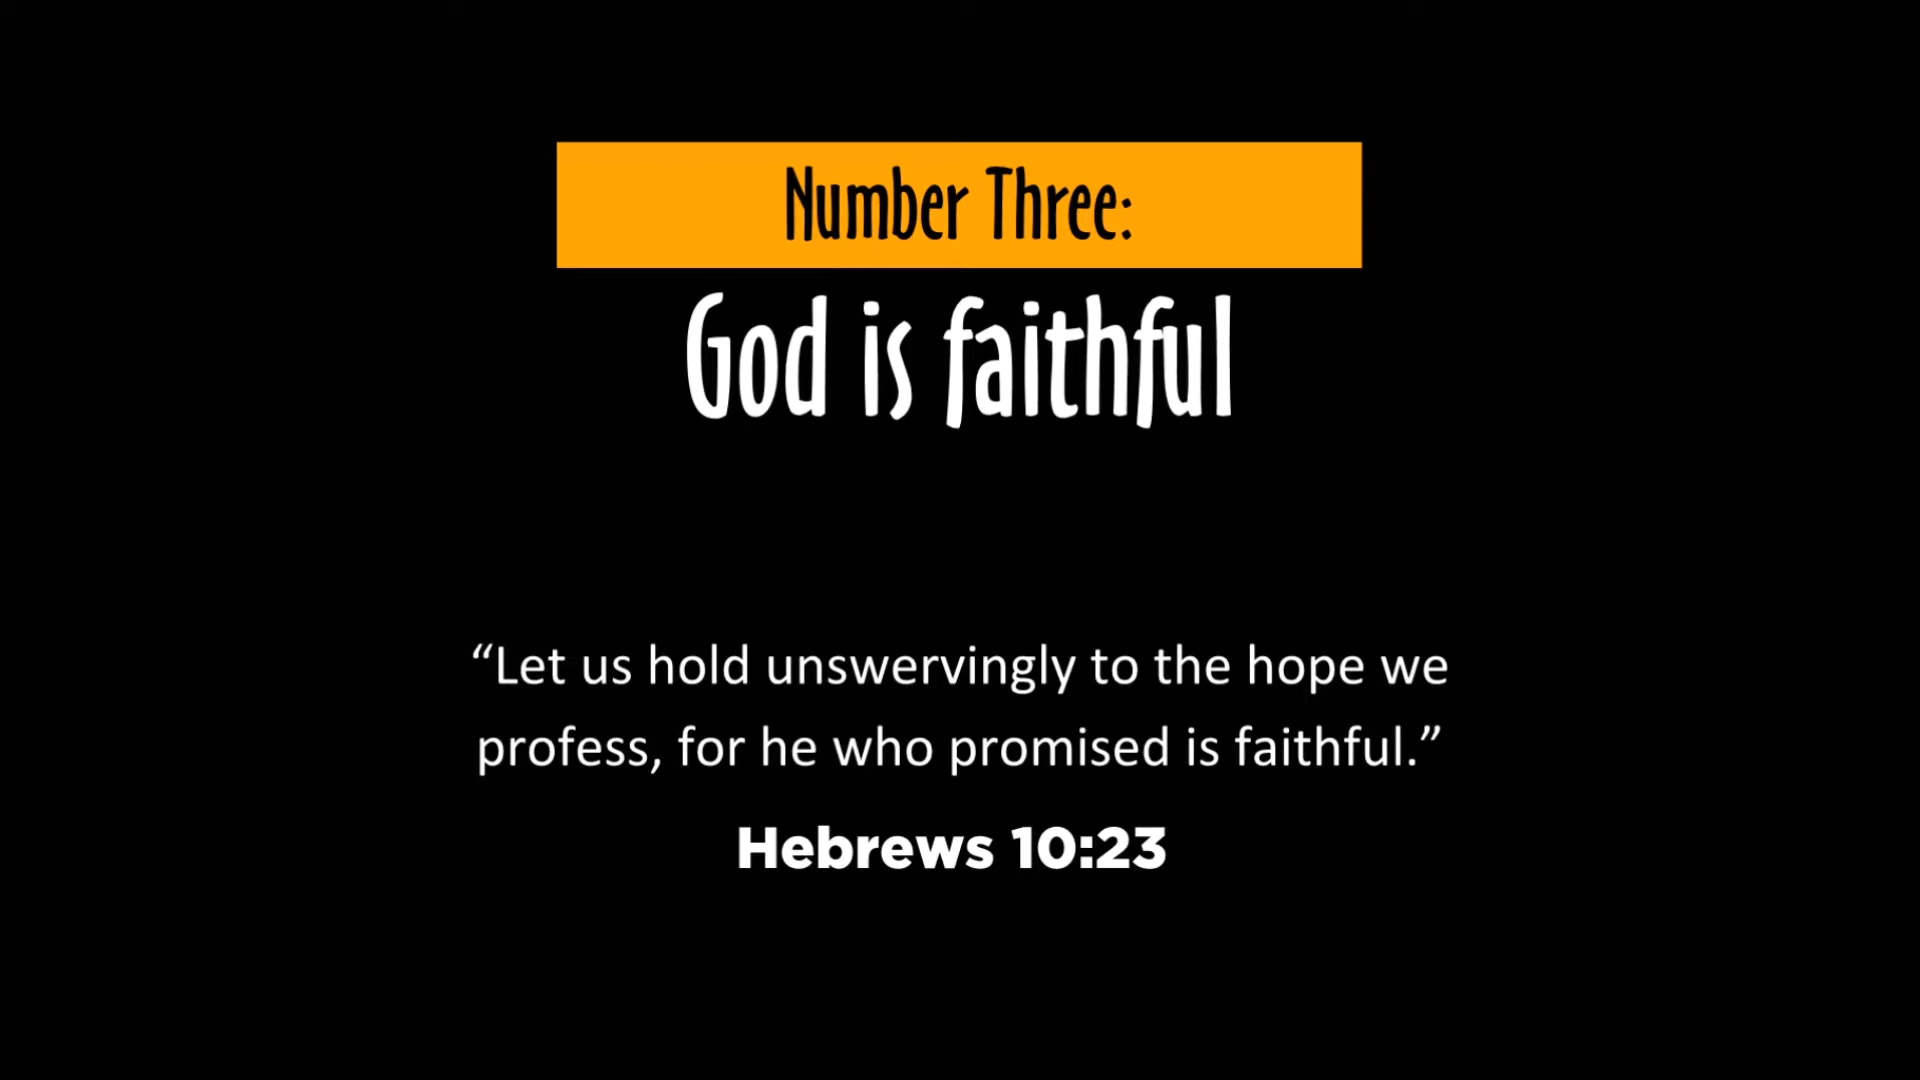 Number Three:
God is faithful
“Let us hold unswervingly to the hope we
profess, for he who promised is faithful.”
Hebrews 10:23